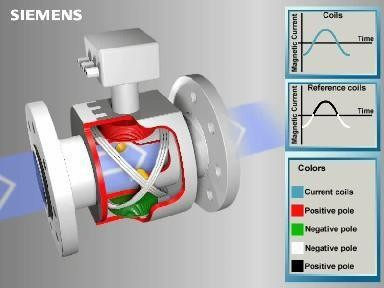 SIEMENS
Coils
Magnetic Current
Time
Reference coils
Magnetic Current
Time
Colors
Current coils
Positive pole
Negative pole
Negative pole
Positive pole